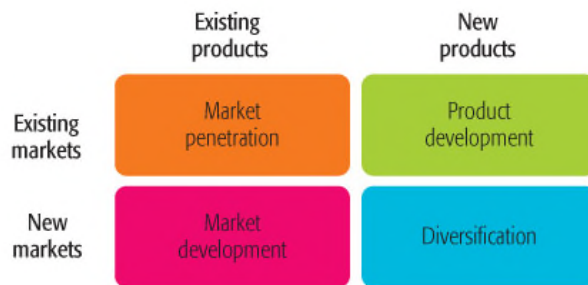 Existing
products
New
products
Existing
markets
Market
penetration
Product
development
New
markets
Market
development
Diversification